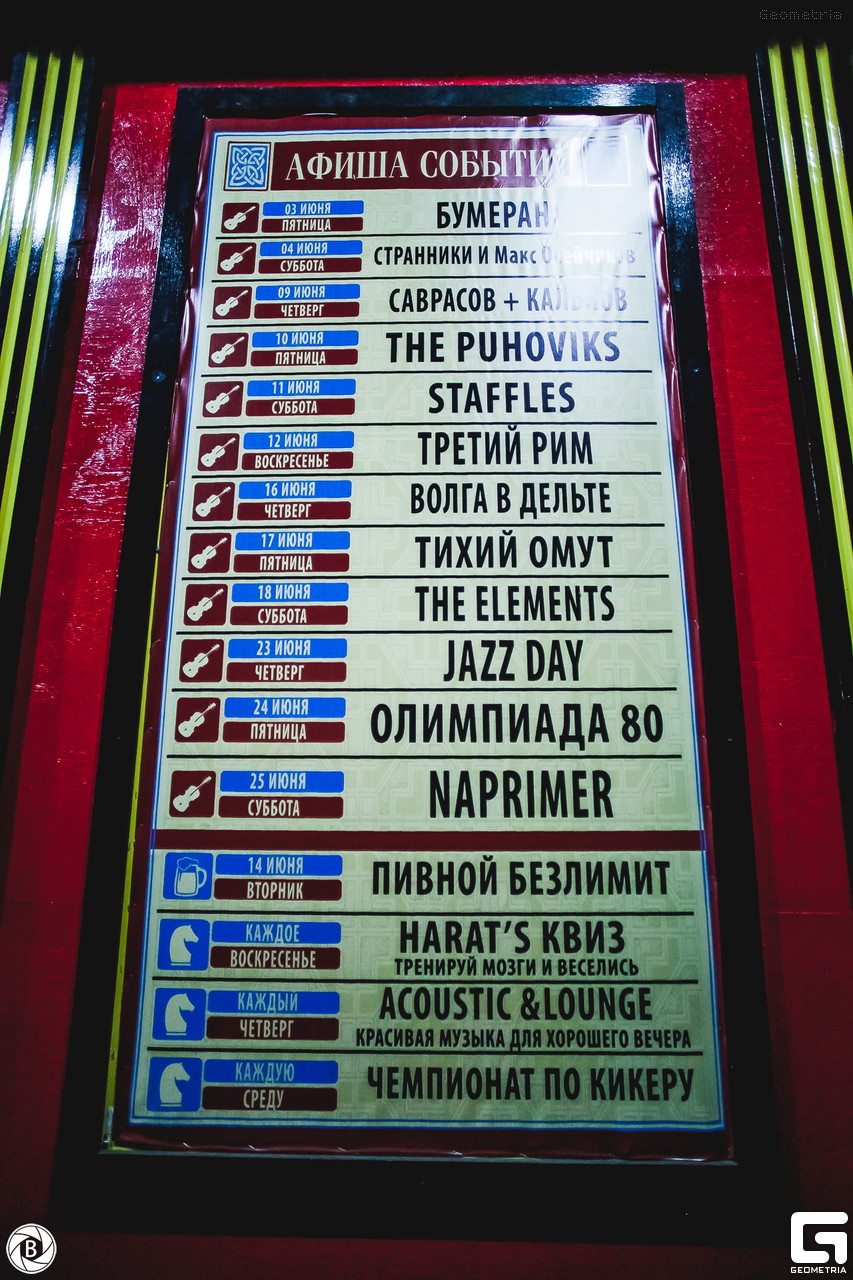 Geometria
АФИША СОБЫТИЙ
03 ИЮНЯ
ПЯТНИЦА
04 ИЮНЯ
СУББОТА
СТРАННИКИ И Макс
09 ИЮНЯ
ЧЕТВЕРГ
САВРАСОВ +
10 ИЮНЯ
ПЯТНИЦА
THE PUHOVIKS
11 ИЮНЯ
СУББОТА
STAFFLES
12 ИЮНЯ
ВОСКРЕСЕНЬЕ
ТРЕТИЙ РИМ
16 ИЮНЯ
ЧЕТВЕРГ
ВОЛГА В ДЕЛЬТЕ
17 ИЮНЯ
ПЯТНИЦА
ТИХИЙ ОМУТ
18 ИЮНЯ
СУББОТА
THE ELEMENTS
23 ИЮНЯ
ЧЕТВЕРГ
JAZZ DAY
24 ИЮНЯ
ПЯТНИЦА
ОЛИМПИАДА 80
25 ИЮНЯ
СУББОТА
NAPRIMER
14 ИЮНЯ
ВТОРНИК
ПИВНОЙ БЕЗЛИМИТ
КАЖДОЕ
ВОСКРЕСЕНЬЕ
HARAT'S КВИЗ
ТРЕНИРУЙ МОЗГИ И ВЕСЕЛИСЬ
КАЖДЫЙ
ЧЕТВЕРГ
ACOUSTIC &LOUNGE
КРАСИВАЯ МУЗЫКА ДЛЯ ХОРОШЕГО ВЕЧЕРА
КАЖДУЮ
СРЕДУ
ЧЕМПИОНАТ ПО КИКЕРУ
B
GEOMETRIA